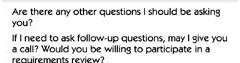 Are there any other questions I should be asking
you?
If I need to ask follow-up questions, may I give you
a call? Would you be willing to participate in a
requirements review?